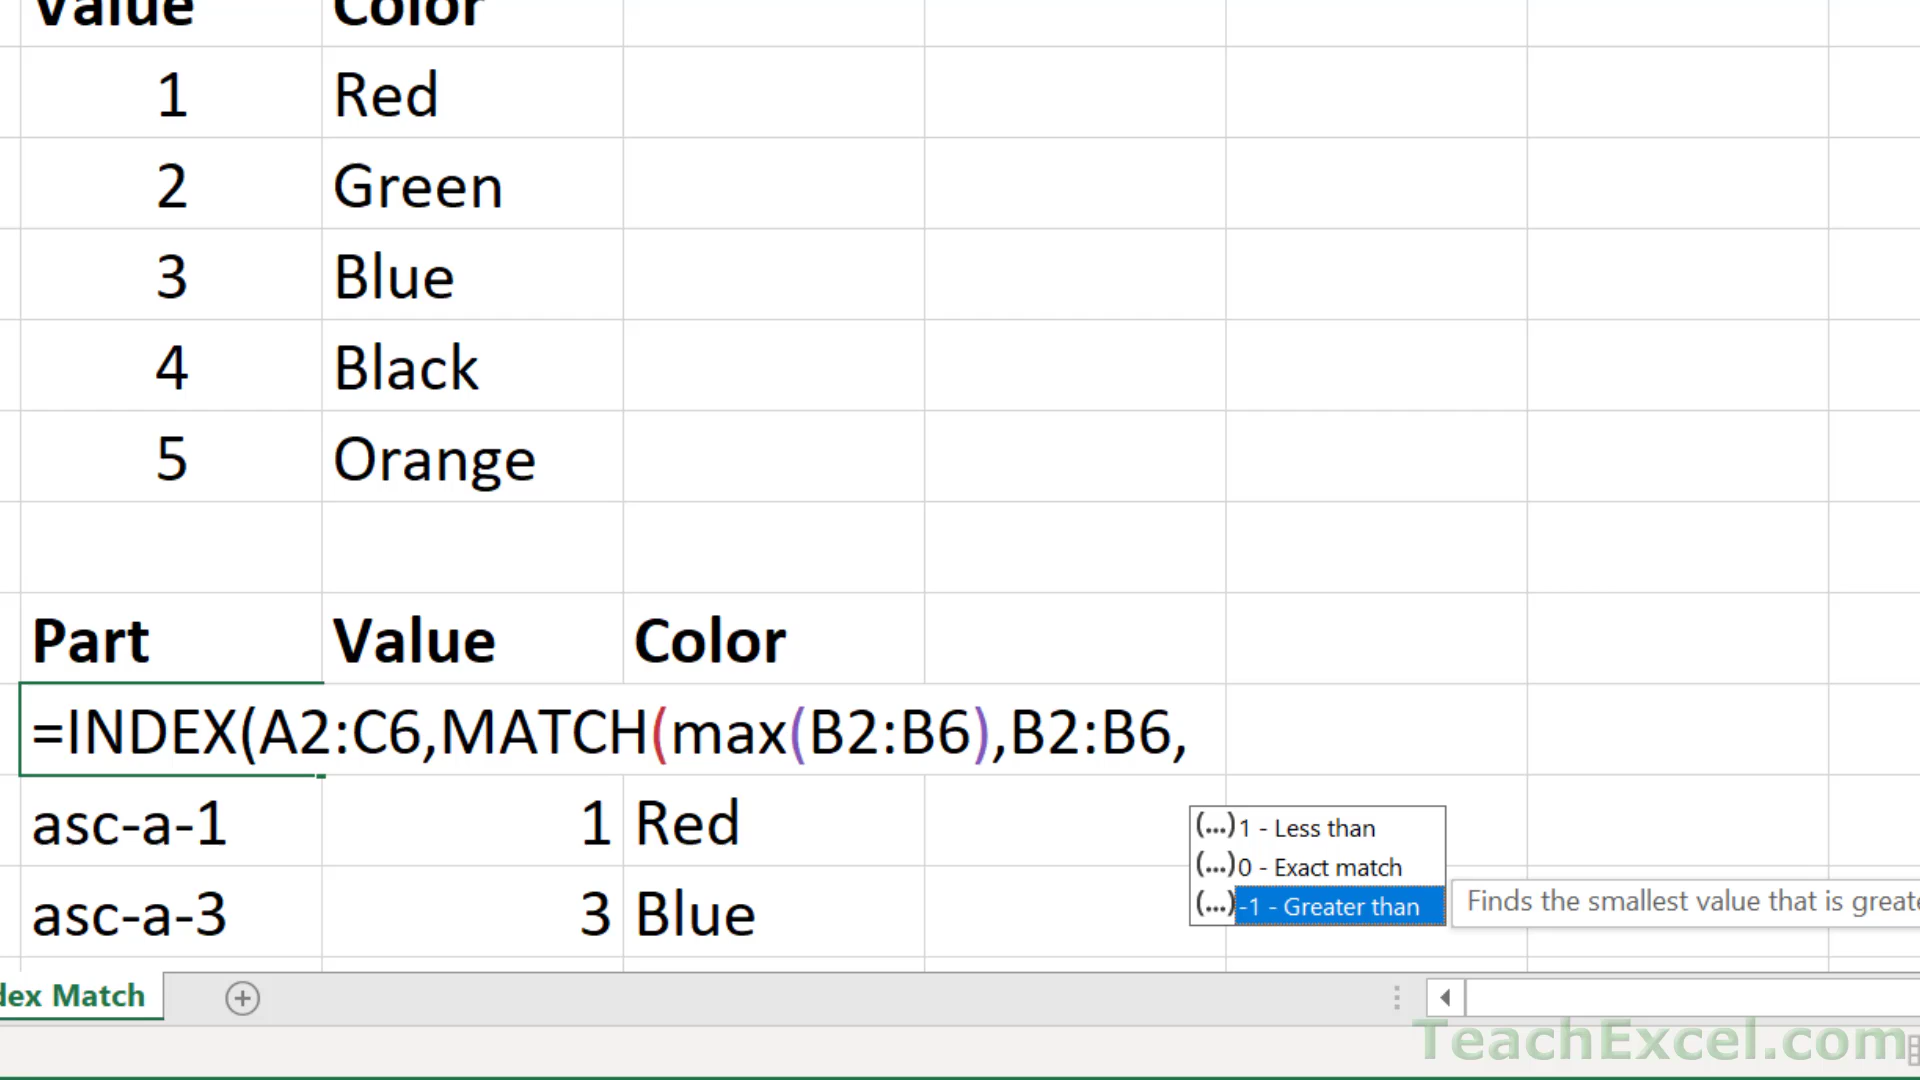 Value Color
1 Red
2 Green
3 Blue
4 Black
5 Orange
Part Value Color
=INDEX(A2:C6,MATCH(max(B2:B6),B2:B6,
asc-a-1 1 Red
asc-a-3 3 Blue
(...) 1 - Less than
(...) 0 - Exact match
(...) -1 - Greater than
Finds the smallest value that is
Match
TeachExcel.com